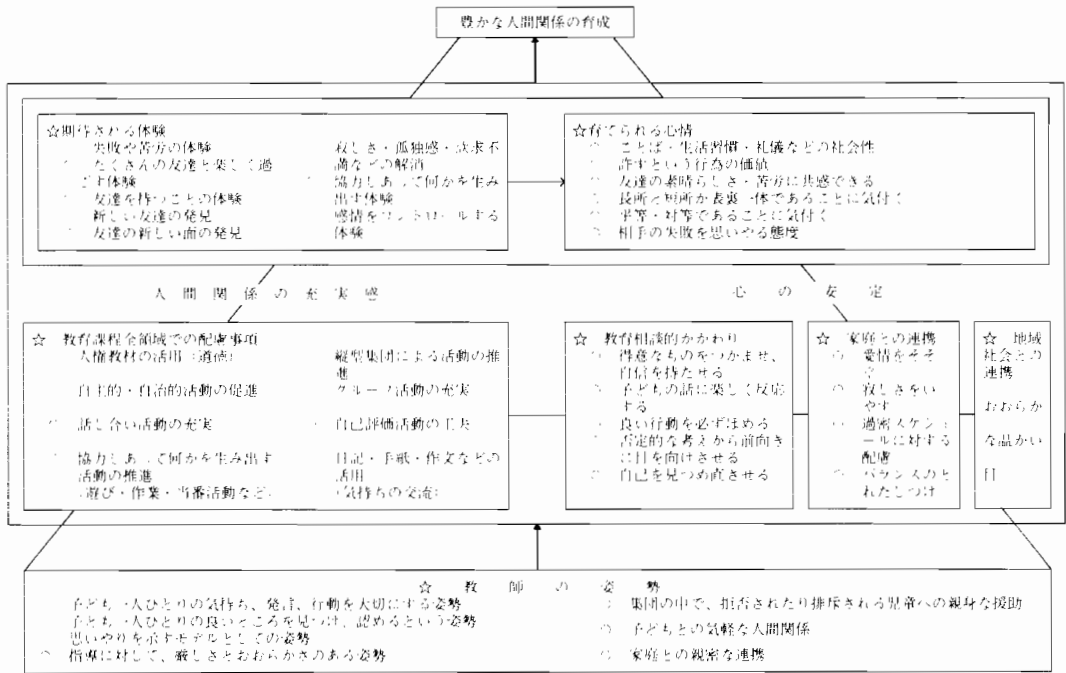 豊かな人間関係の育成
☆期待される体験
失敗や苦労の体験
○ たくさんの友達と楽しく過
ごす体験
○ 友達を持つことの体験
新しい友達の発見
○ 友達の新しい面の発見
寂しさ・孤独感・欲求不
満などの解消
○ 協力しあって何かを生み
出す体験
感情をコントロールする
体験
☆育てられる心情
○ ことば・生活習慣・礼儀などの社会性
○ 許すという行為の価値
○ 友達の素晴らしさ・苦労に共感できる
○ 長所と短所が表裏一体であることに気付く
○ 平等・対等であることに気付く
○ 相手の失敗を思いやる態度
人間関係の充実感
心の安定
☆ 教育課程全領域での配慮事項
人権教材の活用(道徳)
自主的・自治的活動の促進
○ 話し合い活動の充実
○ 協力しあって何かを生み出す
活動の推進
(遊び・作業・当番活動など)
縦型集団による活動の推
進
グループ活動の充実
○ 自己評価活動の工夫
日記・手紙・作文などの
活用
(気持ちの交流)
☆ 教育相談的かかわり
○ 得意なものをつかませ、
自信を持たせる
○ 子どもの話に楽しく反応
する
○ 良い行動を必ずほめる
○ 否定的な考えから前向き
に目を向けさせる
○ 自己を見つめ直させる
☆ 家庭との連携
○ 愛情をそそ
ぐ
○ 寂しさをい
やす
○ 過密スケジュ
ールに対する
配慮
○ バランスのと
れたしつけ
☆ 地域
社会との
連携
おおらか
な
かい
目
☆ 教師の姿勢
子ども一人ひとりの気持ち、発言、行動を大切にする姿勢
子ども一人ひとりの良いところを見つけ、認めるという姿勢
思いやりを示すモデルとしての姿勢
○ 指導に対して、厳しさとおおらかさのある姿勢
○ 集団の中で、拒否されたり排斥される児童への親身な援助
○ 子どもとの気軽な人間関係
○ 家庭との親密な連携